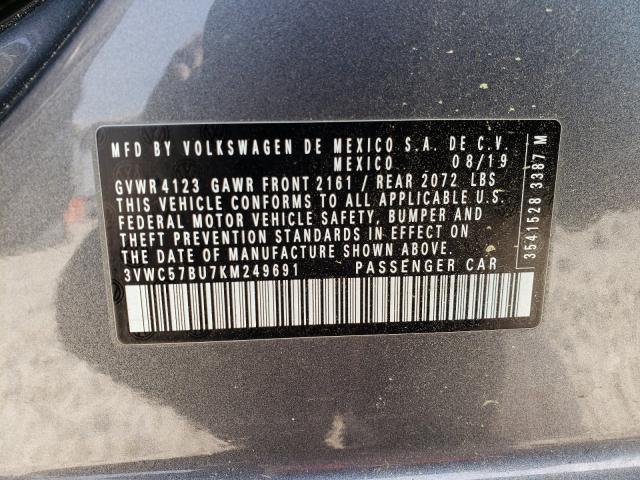 MFD BY VOLKSWAGEN DE MEXICO S.A. DE C.V.
MEXICO 08/19
GVWR 4123 GAWR FRONT 2161 / REAR 2072 LBS
THIS VEHICLE CONFORMS TO ALL APPLICABLE U.S.
FEDERAL MOTOR VEHICLE SAFETY, BUMPER AND
THEFT PREVENTION STANDARDS IN EFFECT ON
THE DATE OF MANUFACTURE SHOWN ABOVE.
3VWC57BU7KM249691 PASSENGER CAR
3541528 3387 M